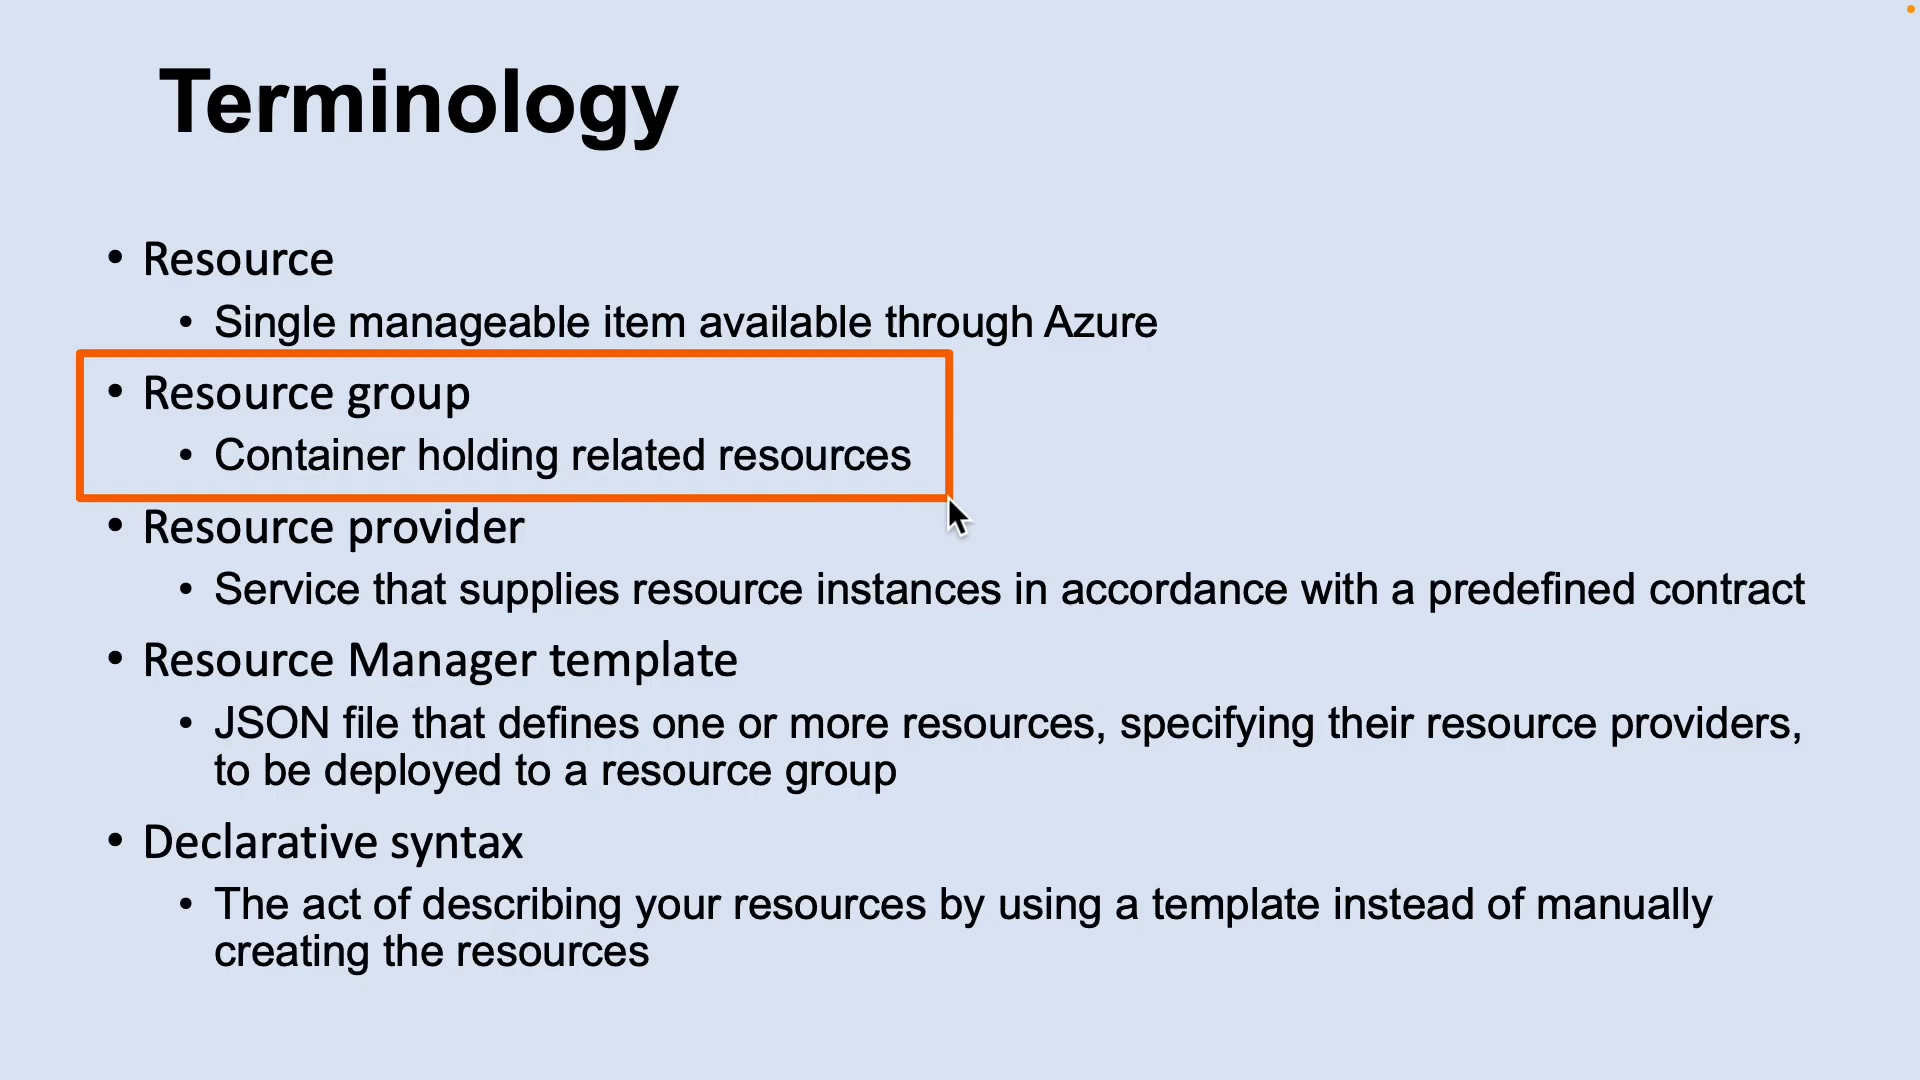 Terminology
• Resource
• Single manageable item available through Azure
• Resource group
• Container holding related resources
• Resource provider
• Service that supplies resource instances in accordance with a predefined contract
• Resource Manager template
• JSON file that defines one or more resources, specifying their resource providers,
to be deployed to a resource group
• Declarative syntax
• The act of describing your resources by using a template instead of manually
creating the resources